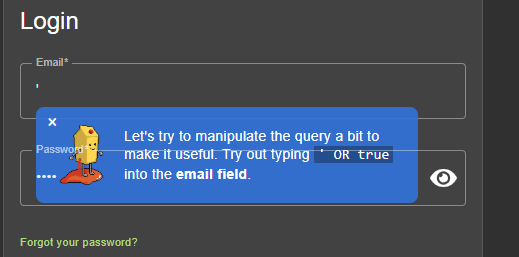 Login
Email*
'
×
Let's try to manipulate the query a bit to
make it useful. Try out typing ' OR true
into the email field.
Password*
••••
Forgot your password?